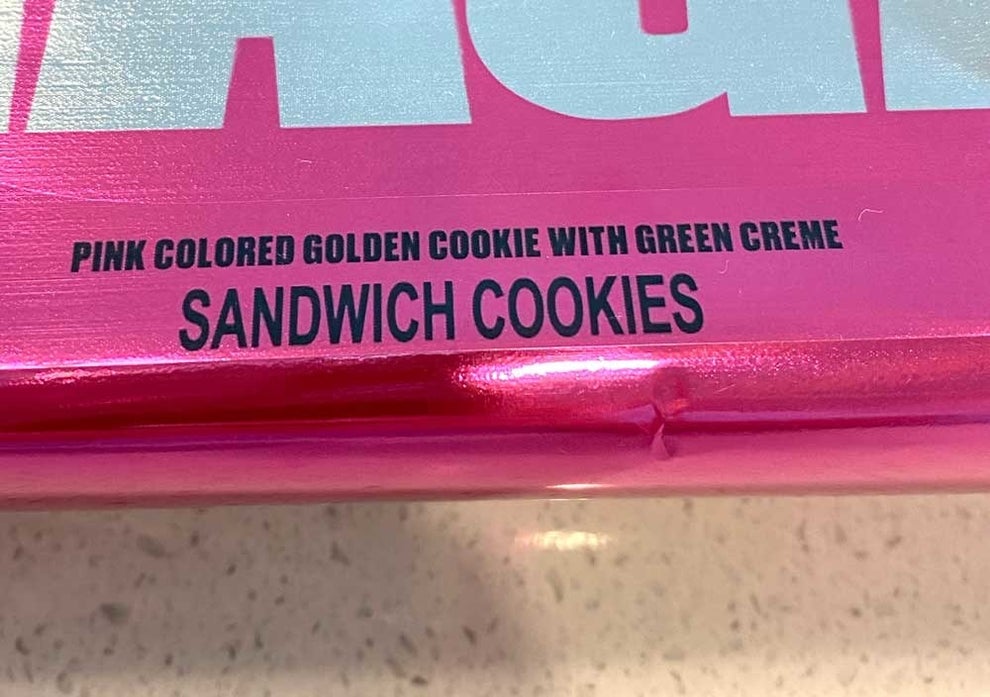 PINK COLORED GOLDEN COOKIE WITH GREEN CREME
SANDWICH COOKIES